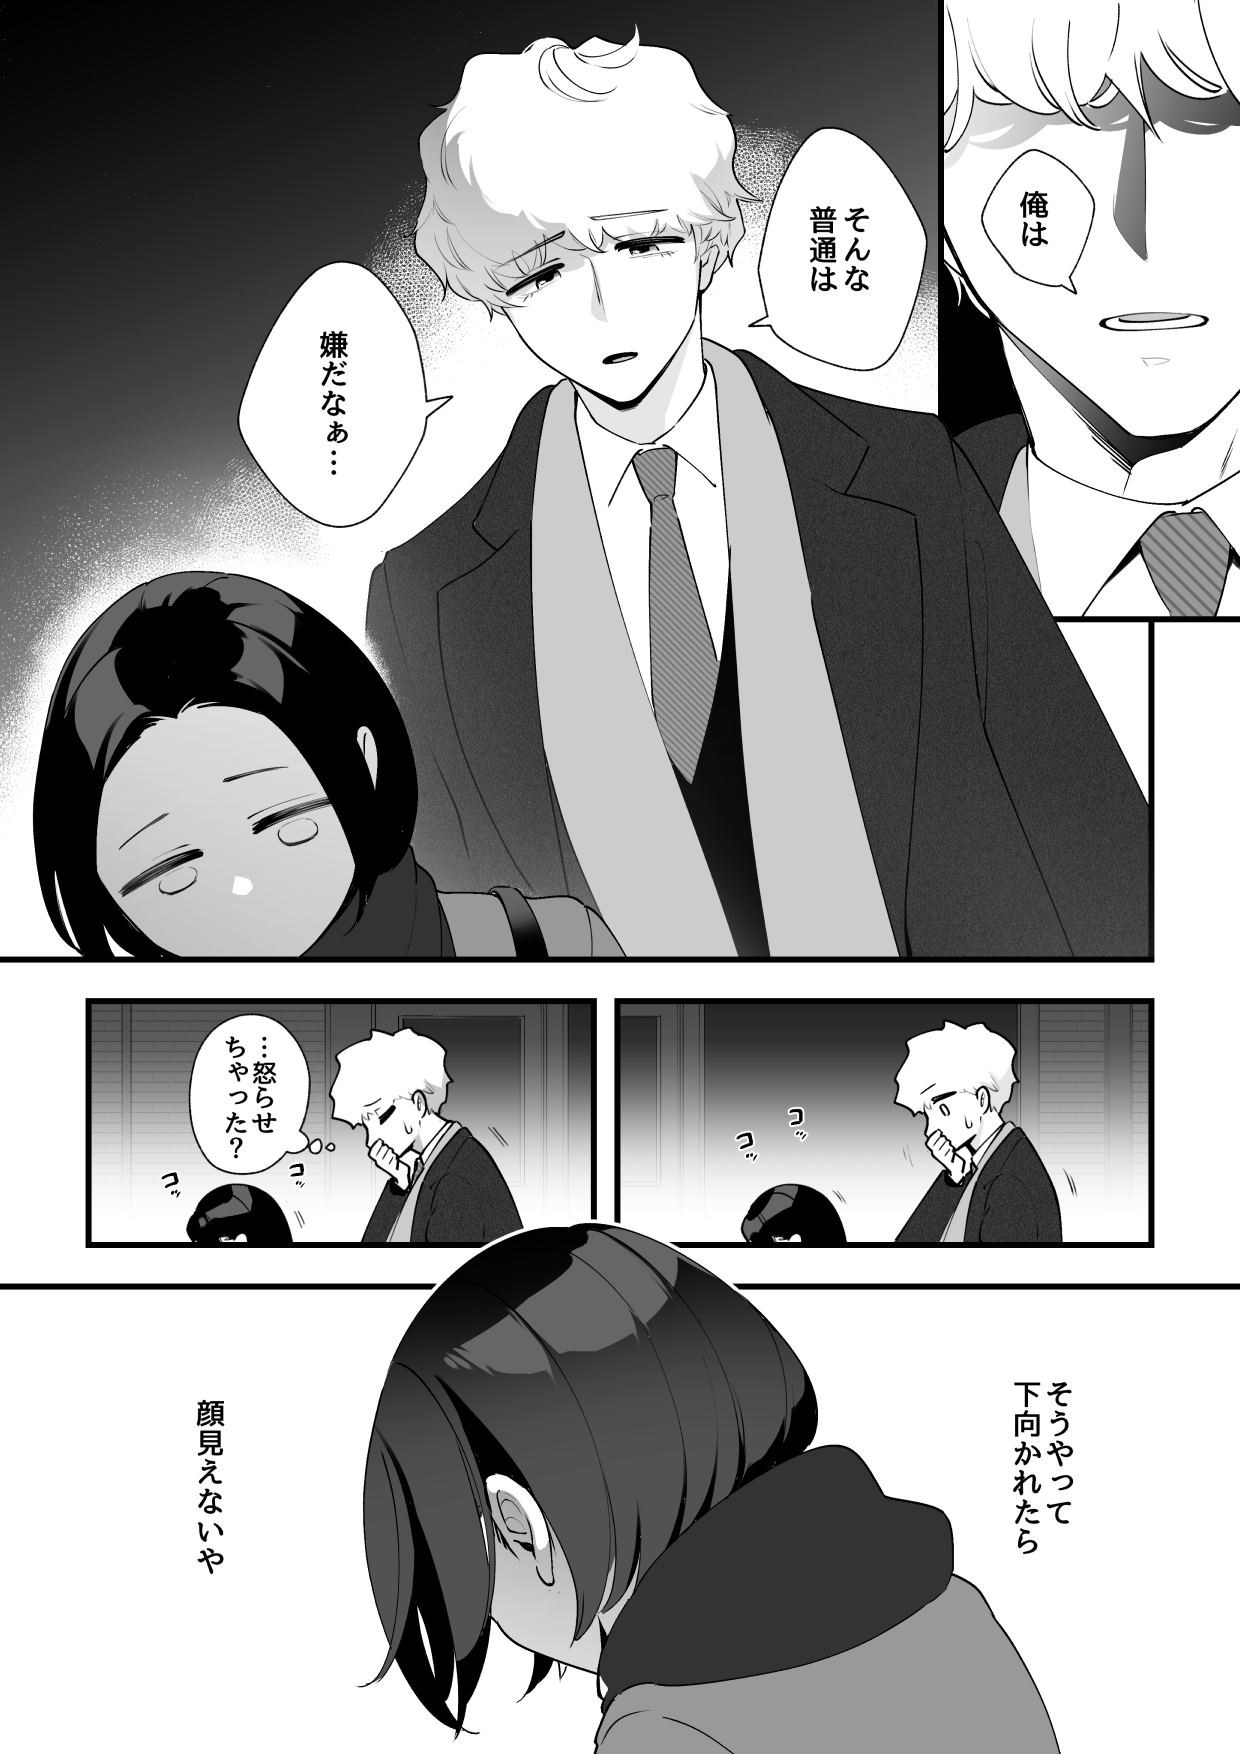 俺は
そんな
普通は
嫌だなぁ…
コッ
コッ
…怒らせ
ちゃった？
コッ
コッ
そうやって
下向かれたら
顔見えないや